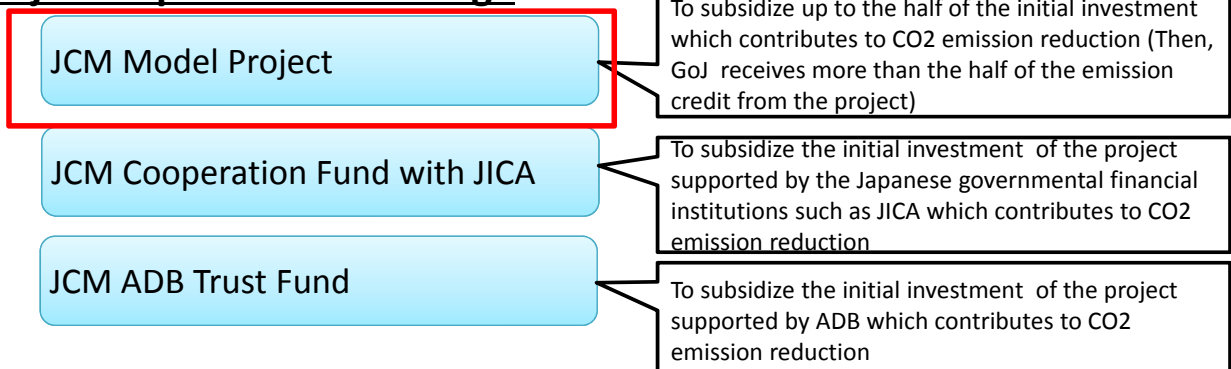 JCM Model Project
To subsidize up to the half of the initial investment
which contributes to CO2 emission reduction (Then,
GoJ receives more than the half of the emission
credit from the project)
JCM Cooperation Fund with JICA
To subsidize the initial investment of the project
supported by the Japanese governmental financial
institutions such as JICA which contributes to CO2
emission reduction
JCM ADB Trust Fund
To subsidize the initial investment of the project
supported by ADB which contributes to CO2
emission reduction